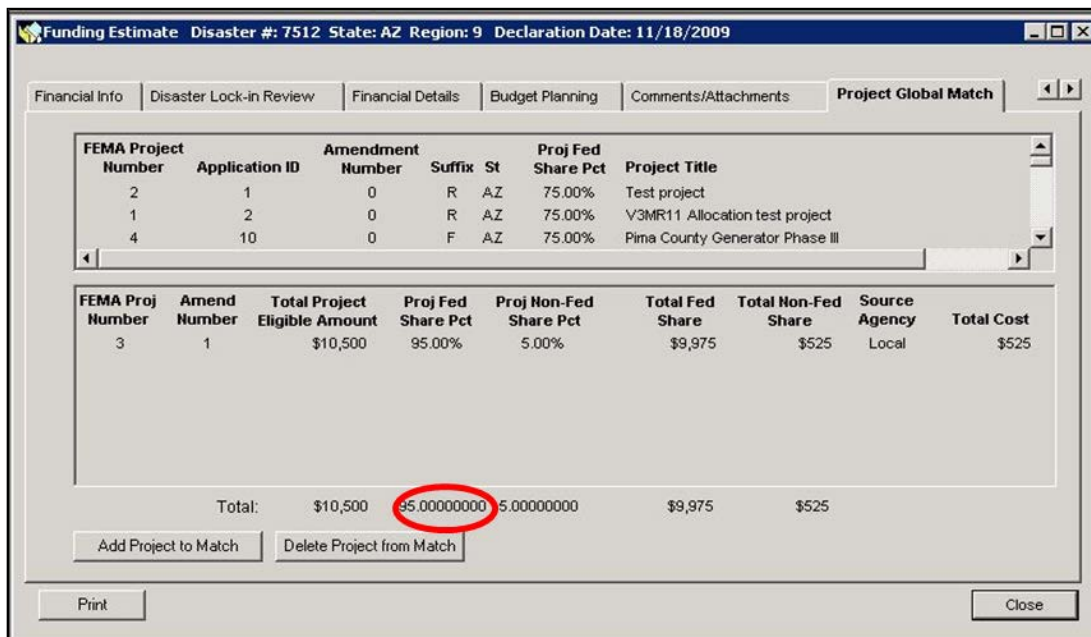 Funding Estimate Disaster #: 7512 State: AZ Region: 9 Declaration Date: 11/18/2009
Financial Info Disaster Lock-in Review Financial Details Budget Planning Comments/Attachments Project Global Match
FEMA Project Amendment Proj Fed
Number Application ID Number Suffix St Share Pct Project Title
2 1 0 R AZ 75.00% Test project
1 2 0 R AZ 75.00% V3MR11 Allocation test project
4 10 0 F AZ 75.00% Pima County Generator Phase III
FEMA Proj Amend Total Project Proj Fed Proj Non-Fed Total Fed Total Non-Fed Source
Number Number Eligible Amount Share Pct Share Pct Share Share Agency Total Cost
3 1 $10,500 95.00% 5.00% $9,975 $525 Local $525
Total: $10,500 95.00000000 5.00000000 $9,975 $525
Add Project to Match Delete Project from Match
Print Close